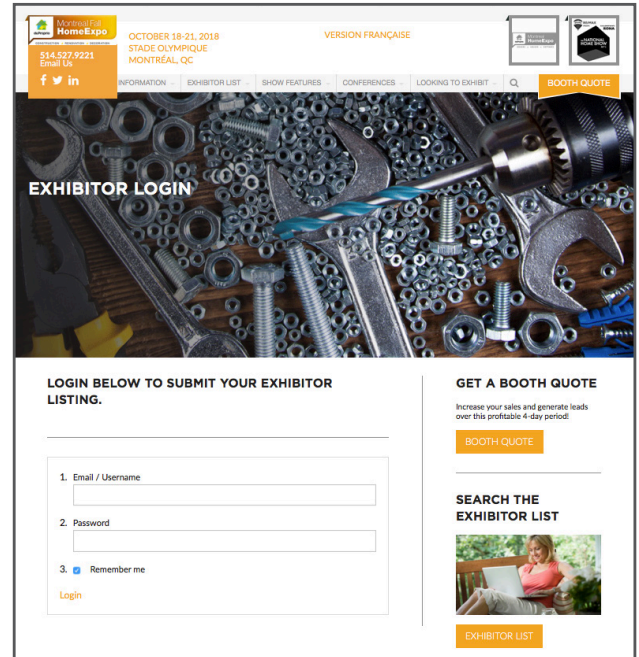 Montreal Fall
HomeExpo
CONSTRUCTION RENOVATION DECORATION
514.527.9221
Email Us
OCTOBER 18-21, 2018
STADE OLYMPIQUE
MONTRÉAL, QC
VERSION FRANÇAISE
NATIONAL
HOME SHOW
INFORMATION
EXHIBITOR LIST
SHOW FEATURES
CONFERENCES
LOOKING TO EXHIBIT
BOOTH QUOTE
EXHIBITOR LOGIN
LOGIN BELOW TO SUBMIT YOUR EXHIBITOR
LISTING.
1. Email / Username
2. Password
3. Remember me
Login
GET A BOOTH QUOTE
Increase your sales and generate leads
over this profitable 4-day period!
BOOTH QUOTE
SEARCH THE
EXHIBITOR LIST
EXHIBITOR LIST